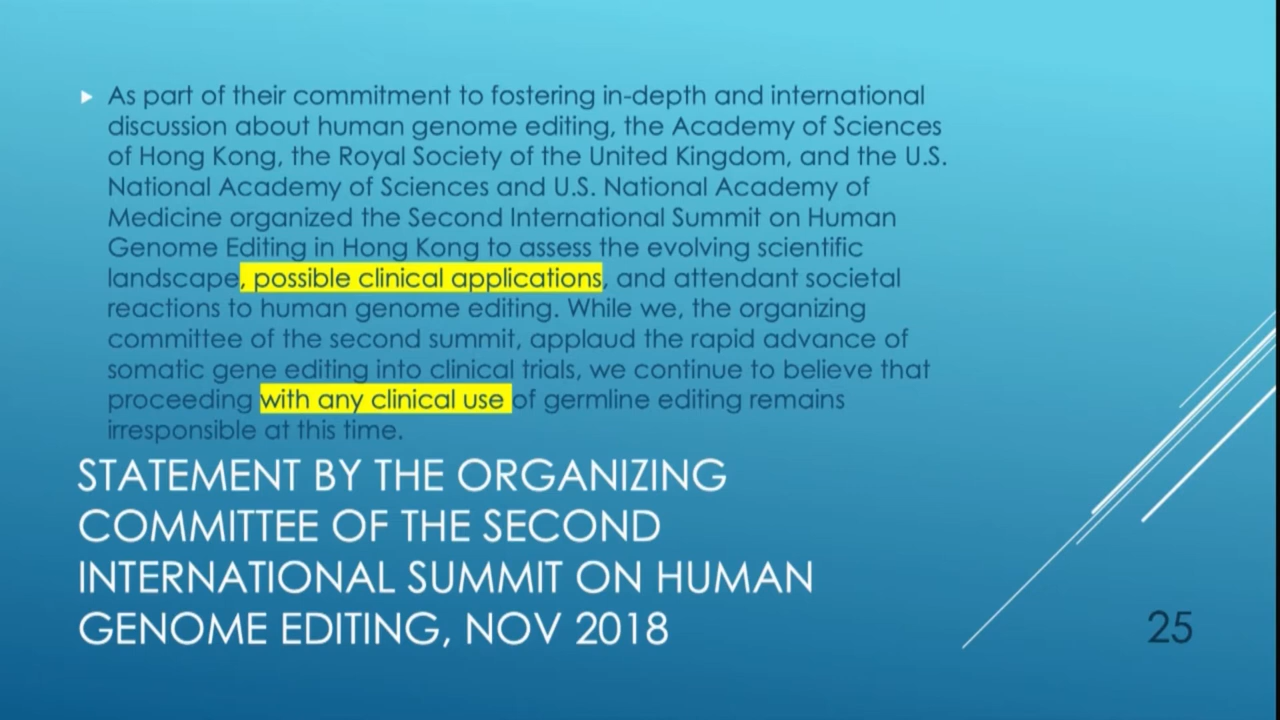 As part of their commitment to fostering in-depth and international
discussion about human genome editing, the Academy of Sciences
of Hong Kong, the Royal Society of the United Kingdom, and the U.S.
National Academy of Sciences and U.S. National Academy of
Medicine organized the Second International Summit on Human
Genome Editing in Hong Kong to assess the evolving scientific
landscape, possible clinical applications, and attendant societal
reactions to human genome editing. While we, the organizing
committee of the second summit, applaud the rapid advance of
somatic gene editing into clinical trials, we continue to believe that
proceeding with any clinical use of germline editing remains
irresponsible at this time.
STATEMENT BY THE ORGANIZING
COMMITTEE OF THE SECOND
INTERNATIONAL SUMMIT ON HUMAN
GENOME EDITING, NOV 2018
25